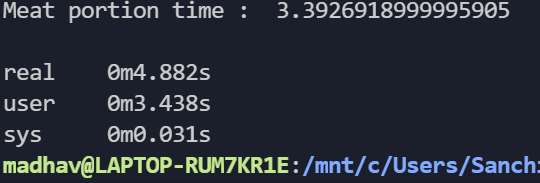 Meat portion time :  3.3926918999995905
real    0m4.882s
user    0m3.438s
sys     0m0.031s
madhav@LAPTOP-RUM7KR1E:/mnt/c/Users/Sanchi